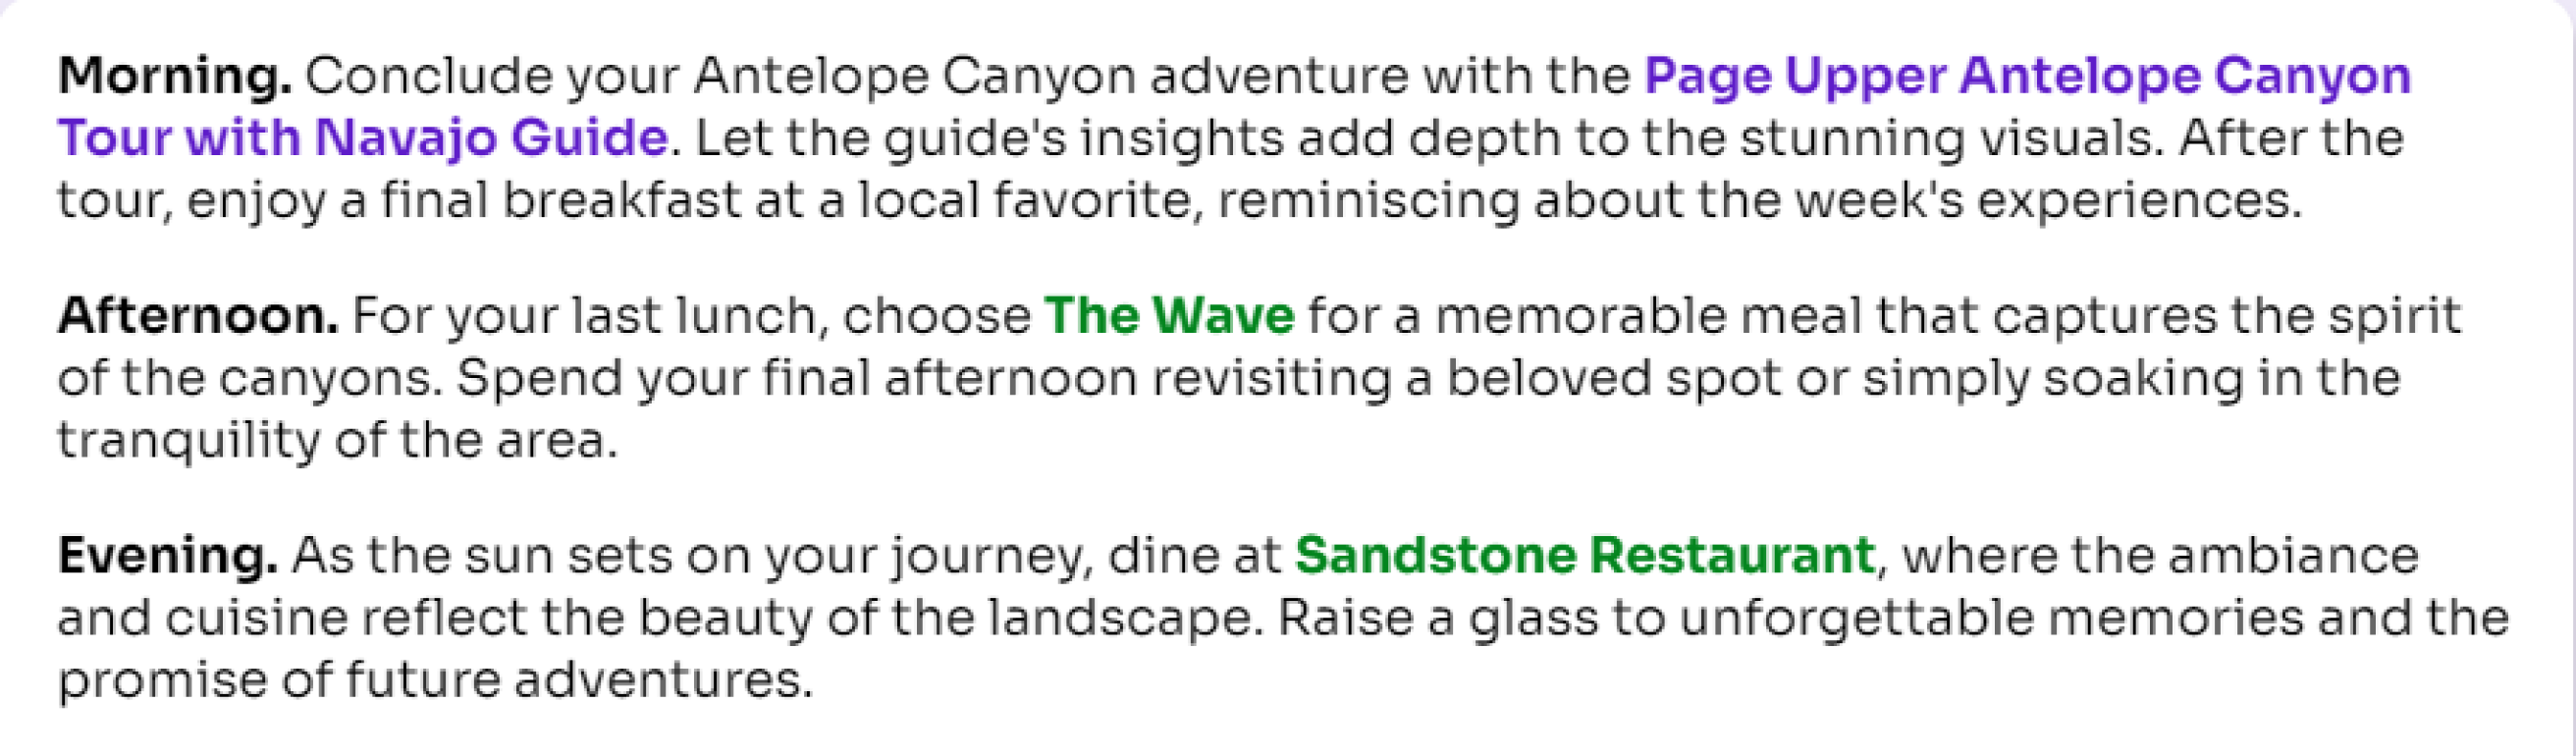 Morning. Conclude your Antelope Canyon adventure with the Page Upper Antelope Canyon
Tour with Navajo Guide. Let the guide's insights add depth to the stunning visuals. After the
tour, enjoy a final breakfast at a local favorite, reminiscing about the week's experiences.
Afternoon. For your last lunch, choose The Wave for a memorable meal that captures the spirit
of the canyons. Spend your final afternoon revisiting a beloved spot or simply soaking in the
tranquility of the area.
Evening. As the sun sets on your journey, dine at Sandstone Restaurant, where the ambiance
and cuisine reflect the beauty of the landscape. Raise a glass to unforgettable memories and the
promise of future adventures.